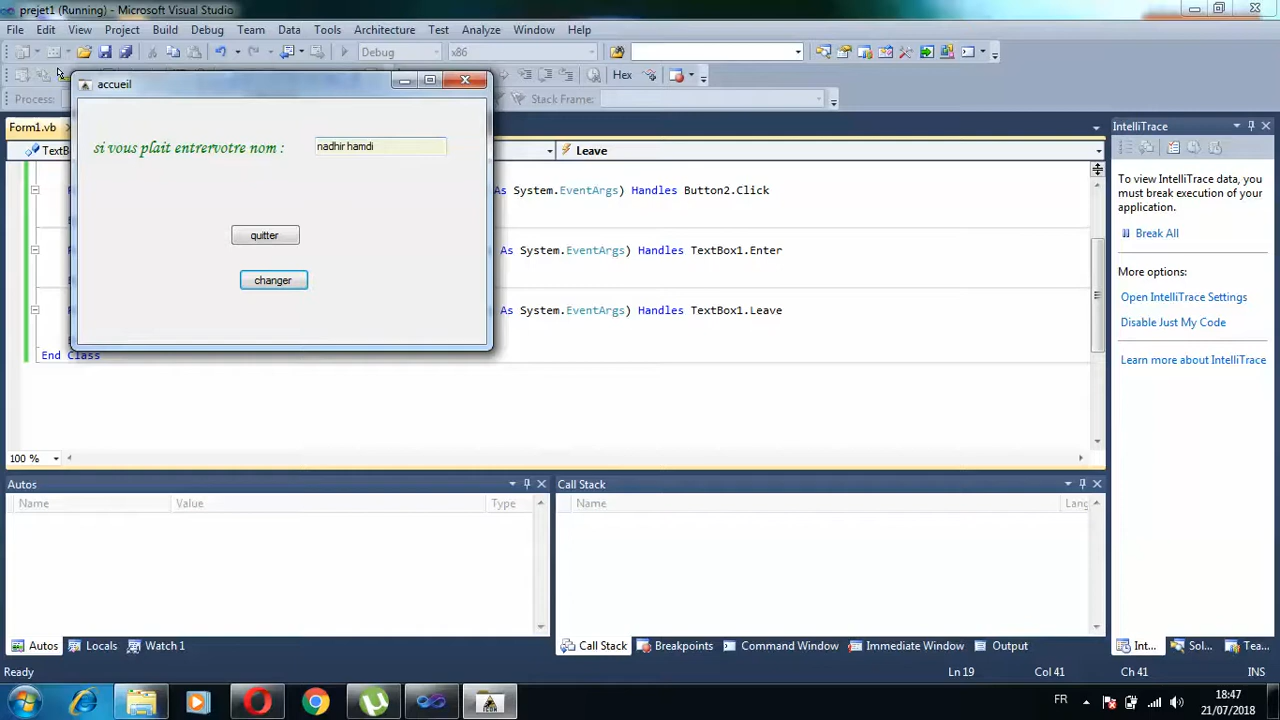 prejet1 (Running) - Microsoft Visual Studio
File Edit View Project Build Debug Team Data Tools Architecture Test Analyze Window Help
Debug x86
Hex
Process: Stack Frame:
accueil
si vous plait entrervotre nom : nadhir hamdi
quitter
changer
Form1.vb
TextB Leave
As System.EventArgs) Handles Button2.Click
As System.EventArgs) Handles TextBox1.Enter
As System.EventArgs) Handles TextBox1.Leave
End Class
100 %
IntelliTrace
To view IntelliTrace data, you
must break execution of your
application.
Break All
More options:
Open IntelliTrace Settings
Disable Just My Code
Learn more about IntelliTrace
Autos
Name Value Type
Call Stack
Name Lang
Autos Locals Watch 1
Call Stack Breakpoints Command Window Immediate Window Output
Int... Sol... Tea...
Ready Ln 19 Col 41 Ch 41 INS
FR 18:47
21/07/2018